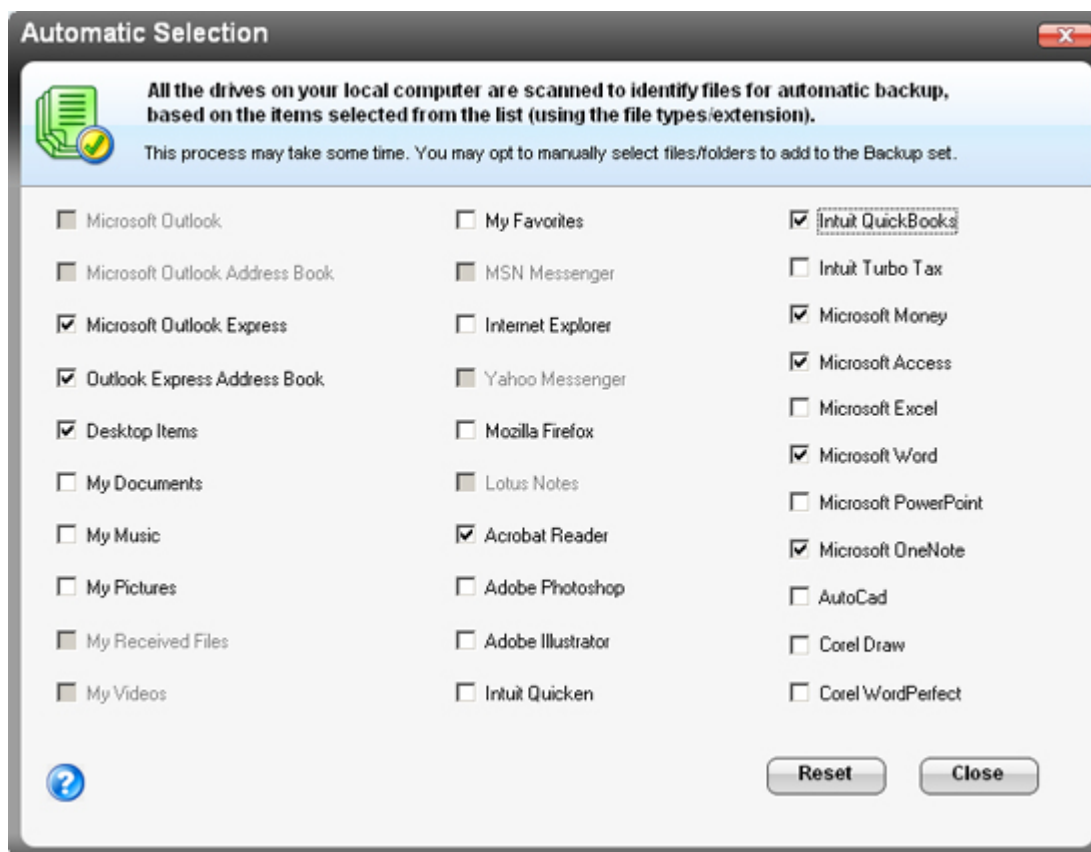 Automatic Selection
All the drives on your local computer are scanned to identify files for automatic backup,
based on the items selected from the list (using the file types/extension).
This process may take some time. You may opt to manually select files/folders to add to the Backup set.
Microsoft Outlook
Microsoft Outlook Address Book
Microsoft Outlook Express
Outlook Express Address Book
Desktop Items
My Documents
My Music
My Pictures
My Received Files
My Videos
My Favorites
MSN Messenger
Internet Explorer
Yahoo Messenger
Mozilla Firefox
Lotus Notes
Acrobat Reader
Adobe Photoshop
Adobe Illustrator
Intuit Quicken
Intuit QuickBooks
Intuit Turbo Tax
Microsoft Money
Microsoft Access
Microsoft Excel
Microsoft Word
Microsoft PowerPoint
Microsoft OneNote
AutoCad
Corel Draw
Corel WordPerfect
Reset
Close